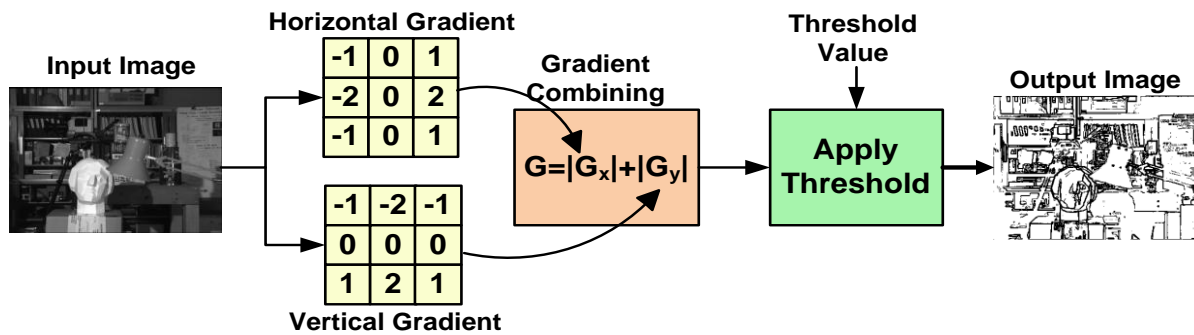 Input Image
Horizontal Gradient
-1 0 1
-2 0 2
-1 0 1
-1 -2 -1
0 0 0
1 2 1
Vertical Gradient
Gradient
Combining
G=|Gx|+|Gy|
Threshold
Value
Apply
Threshold
Output Image